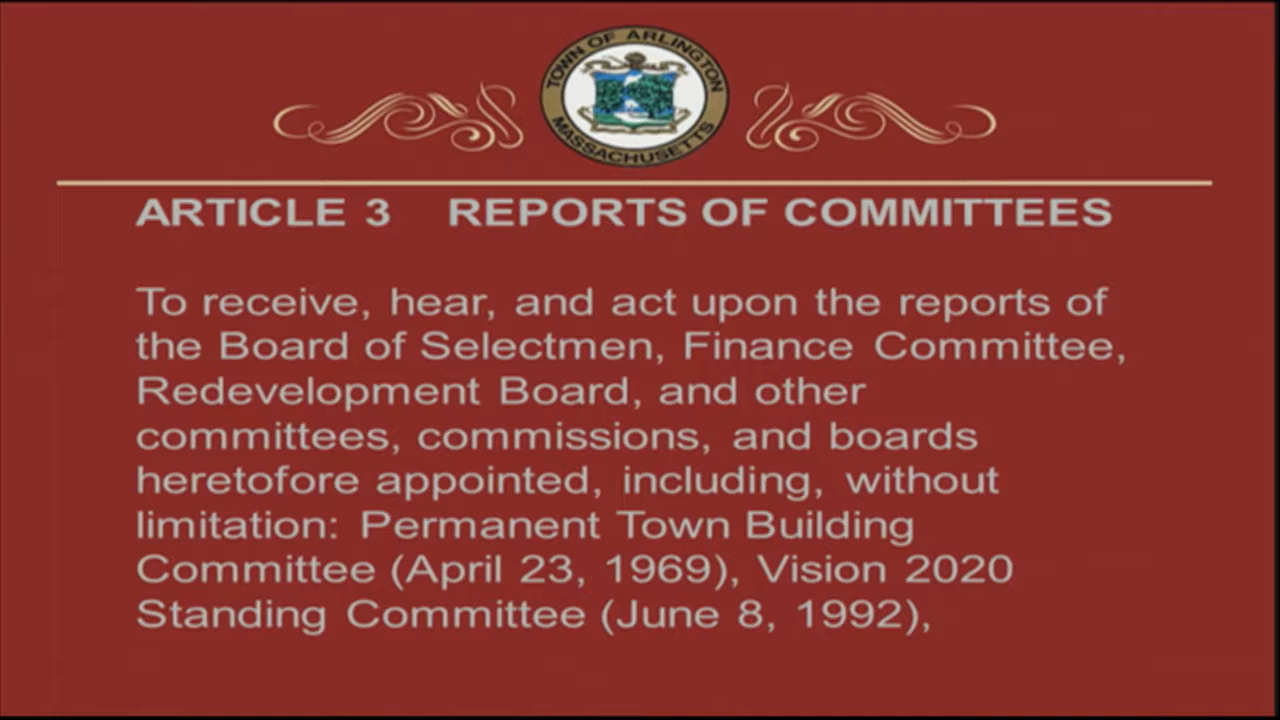 TOWN OF ARLINGTON
MASSACHUSETTS
ARTICLE 3 REPORTS OF COMMITTEES
To receive, hear, and act upon the reports of
the Board of Selectmen, Finance Committee,
Redevelopment Board, and other
committees, commissions, and boards
heretofore appointed, including, without
limitation: Permanent Town Building
Committee (April 23, 1969), Vision 2020
Standing Committee (June 8, 1992),